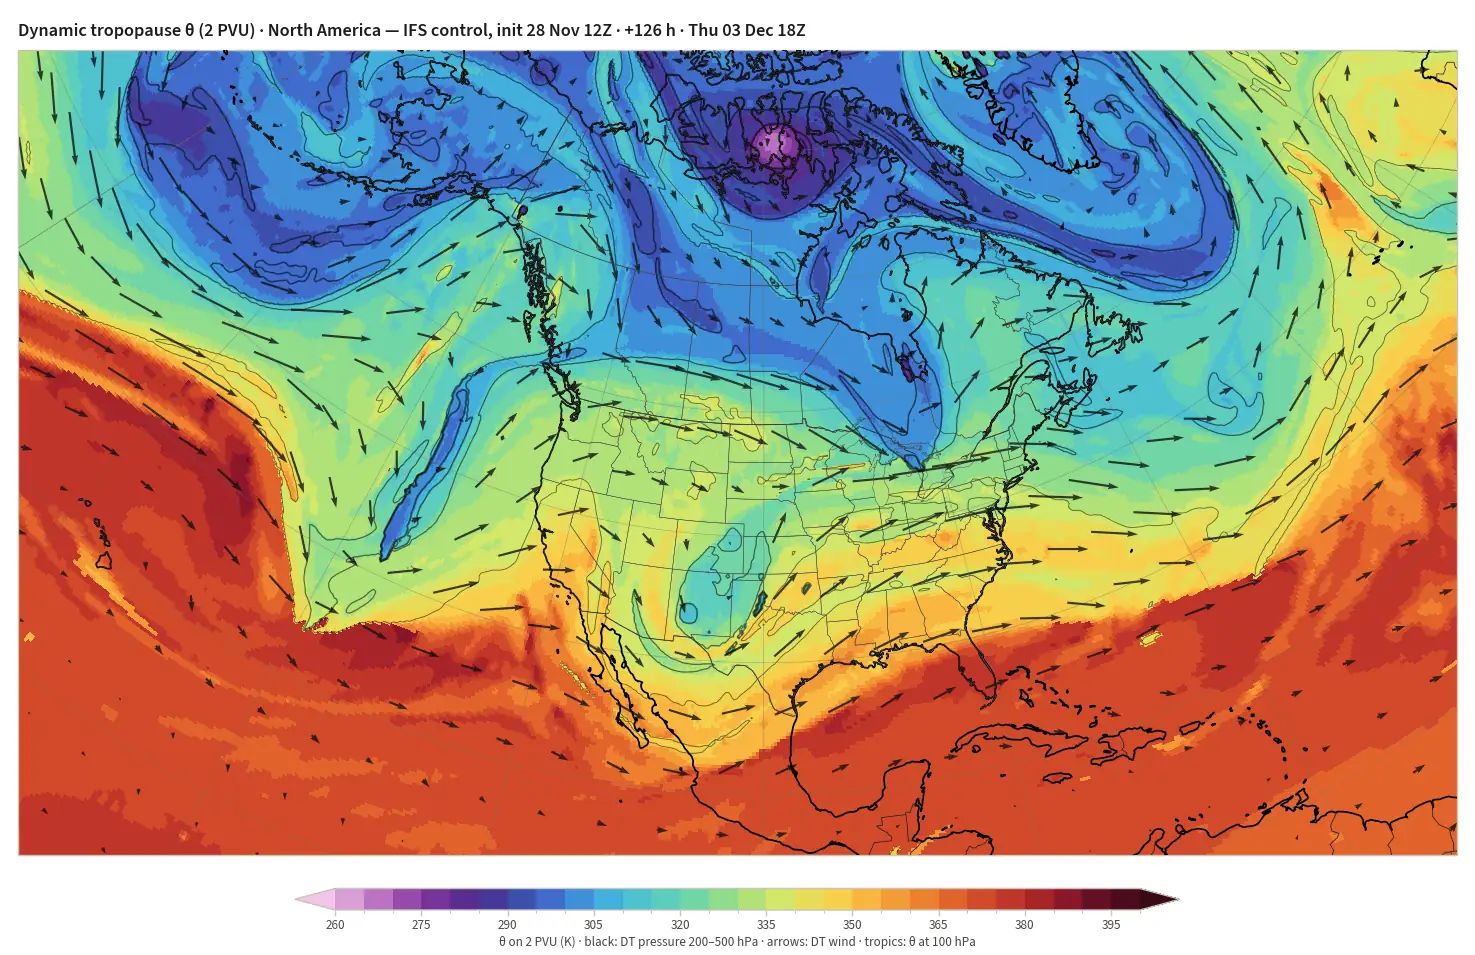 Dynamic tropopause θ (2 PVU) · North America — IFS control, init 28 Nov 12Z · +126 h · Thu 03 Dec 18Z
260 275 290 305 320 335 350 365 380 395
θ on 2 PVU (K) · black: DT pressure 200–500 hPa · arrows: DT wind · tropics: θ at 100 hPa